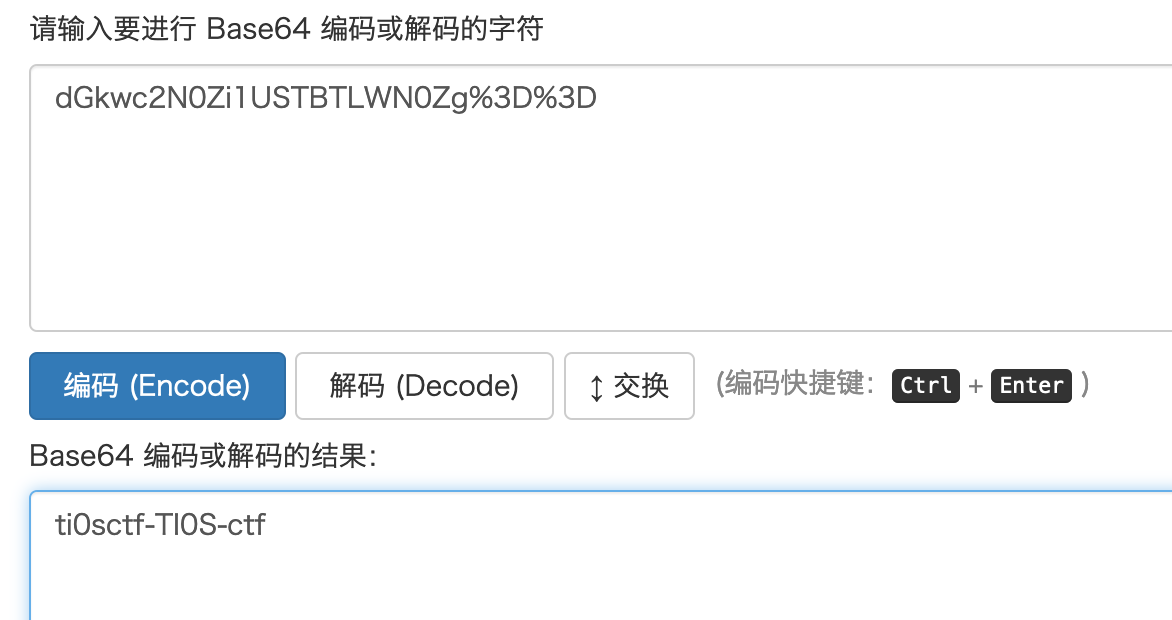 请输入要进行 Base64 编码或解码的字符
dGkwc2N0Zi1USTBTLWN0Zg%3D%3D
编码 (Encode) 解码 (Decode) ↕ 交换 (编码快捷键： Ctrl + Enter )
Base64 编码或解码的结果：
ti0sctf-TI0S-ctf